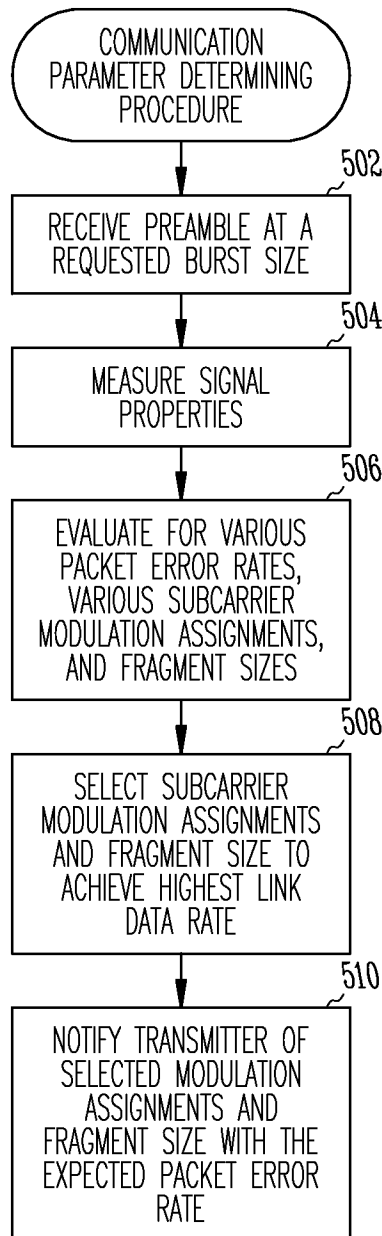 COMMUNICATION
PARAMETER DETERMINING
PROCEDURE
502
RECEIVE PREAMBLE AT A
REQUESTED BURST SIZE
504
MEASURE SIGNAL
PROPERTIES
506
EVALUATE FOR VARIOUS
PACKET ERROR RATES,
VARIOUS SUBCARRIER
MODULATION ASSIGNMENTS,
AND FRAGMENT SIZES
508
SELECT SUBCARRIER
MODULATION ASSIGNMENTS
AND FRAGMENT SIZE TO
ACHIEVE HIGHEST LINK
DATA RATE
510
NOTIFY TRANSMITTER OF
SELECTED MODULATION
ASSIGNMENTS AND
FRAGMENT SIZE WITH THE
EXPECTED PACKET ERROR
RATE